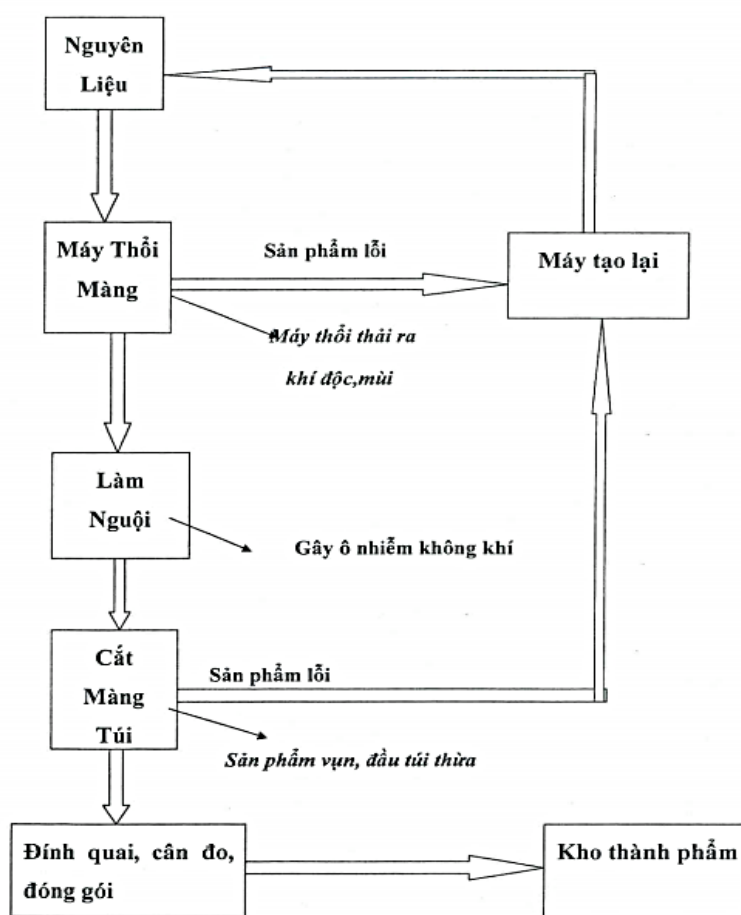 Nguyên
Liệu
Máy Thổi
Màng
Sản phẩm lỗi
Máy tạo lại
Máy thổi thải ra
khí độc,mùi
Làm
Nguội
Gây ô nhiễm không khí
Cắt
Màng
Túi
Sản phẩm lỗi
Sản phẩm vụn, đầu túi thừa
Đính quai, cân đo,
đóng gói
Kho thành phẩm